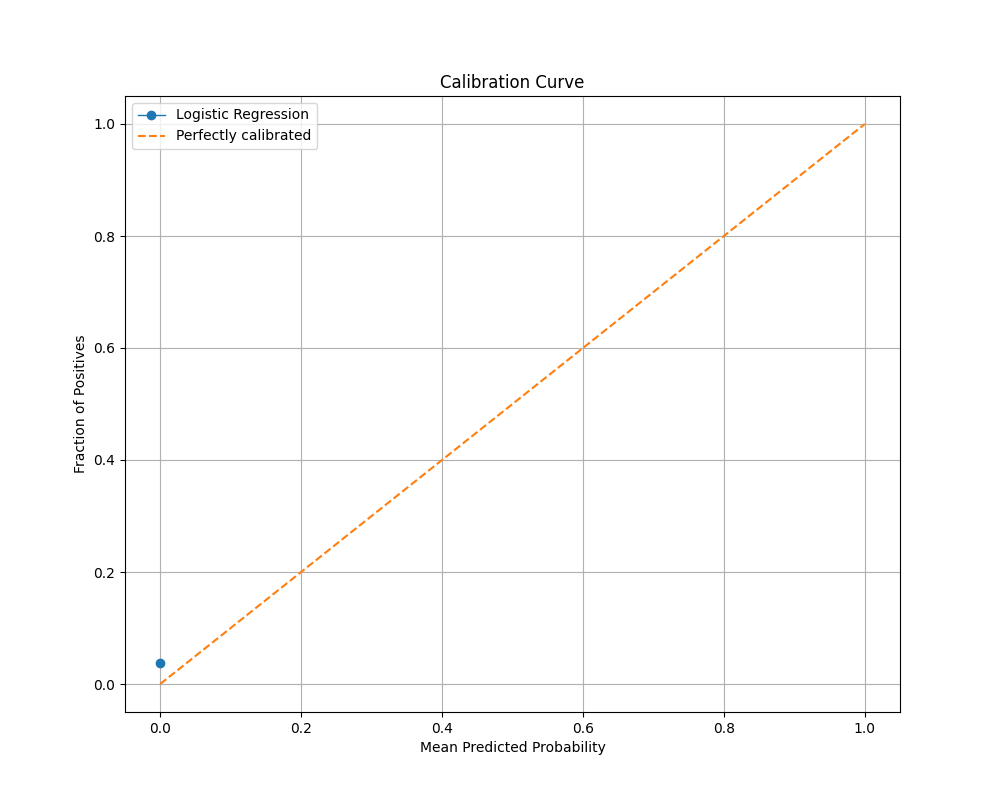 Calibration Curve
Logistic Regression
Perfectly calibrated
1.0
0.8
0.6
0.4
0.2
0.0
Fraction of Positives
0.0 0.2 0.4 0.6 0.8 1.0
Mean Predicted Probability